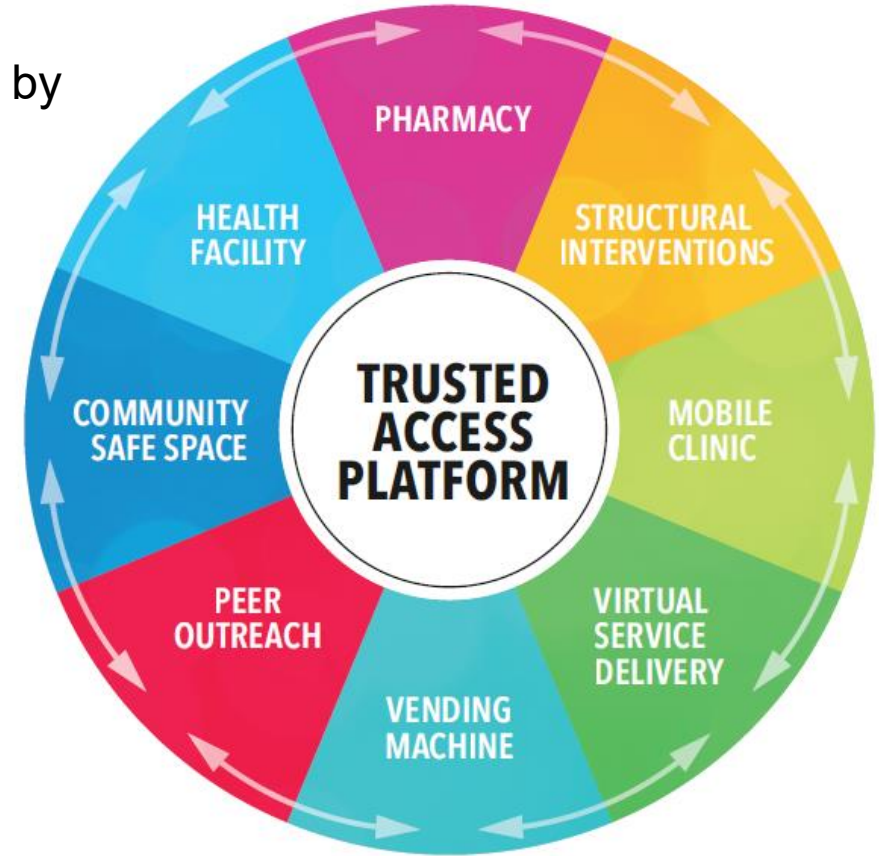 by
PHARMACY
STRUCTURAL
INTERVENTIONS
MOBILE
CLINIC
VIRTUAL
SERVICE
DELIVERY
VENDING
MACHINE
PEER
OUTREACH
COMMUNITY
SAFE SPACE
HEALTH
FACILITY
TRUSTED
ACCESS
PLATFORM